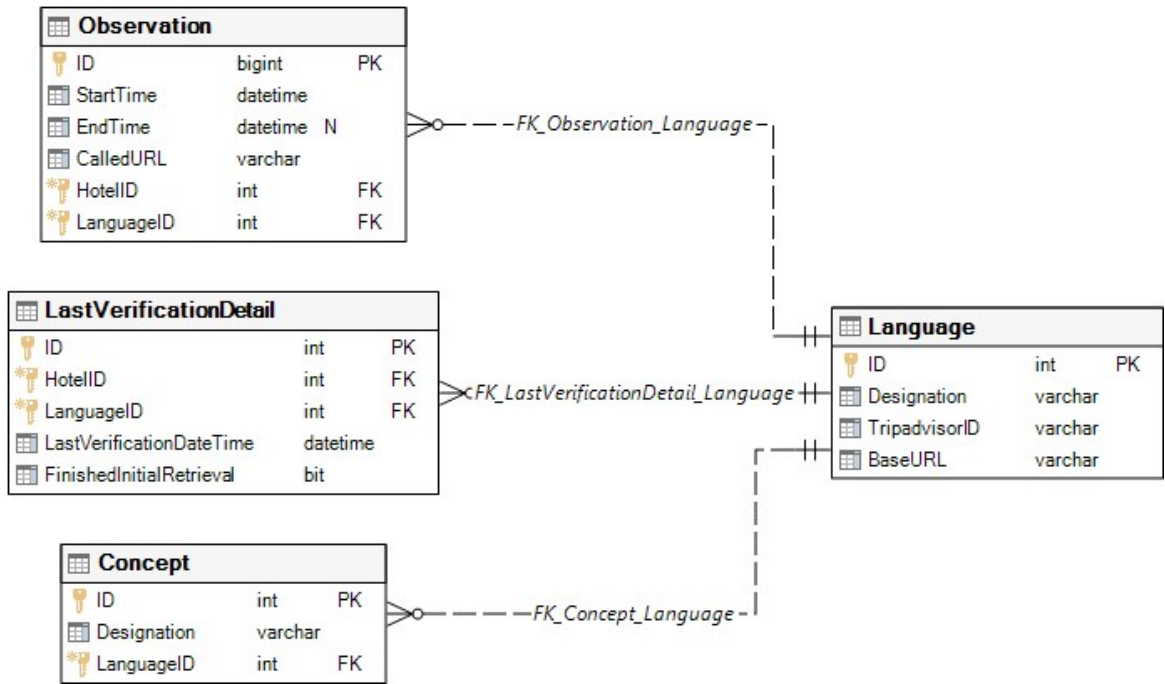 Observation
ID bigint PK
StartTime datetime
EndTime datetime N
CalledURL varchar
HotelID int FK
LanguageID int FK
FK_Observation_Language
LastVerificationDetail
ID int PK
HotelID int FK
LanguageID int FK
LastVerificationDateTime datetime
FinishedInitialRetrieval bit
FK_LastVerificationDetail_Language
Language
ID int PK
Designation varchar
TripadvisorID varchar
BaseURL varchar
Concept
ID int PK
Designation varchar
LanguageID int FK
FK_Concept_Language